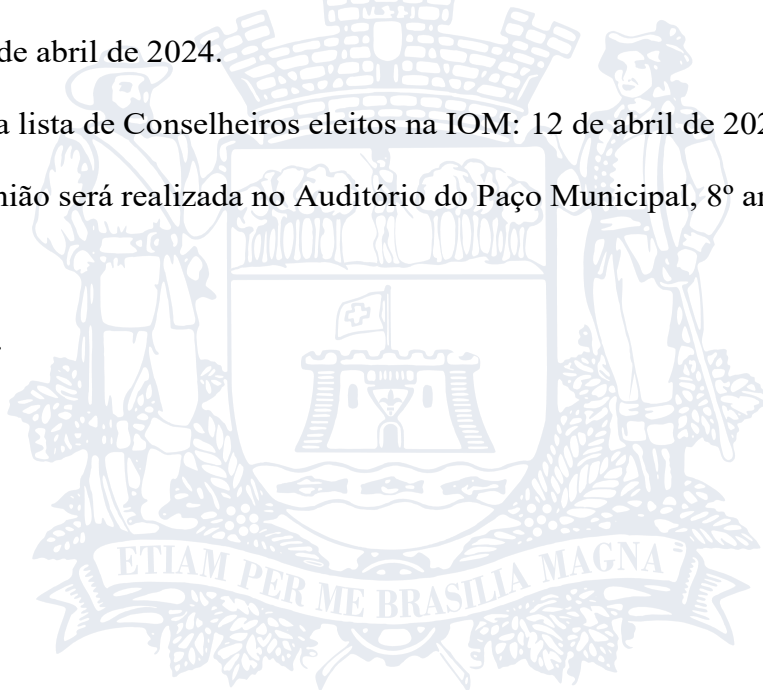 de abril de 2024.
a lista de Conselheiros eleitos na IOM: 12 de abril de 202
nião será realizada no Auditório do Paço Municipal, 8º an
ETIAM PER ME BRASILIA MAGNA